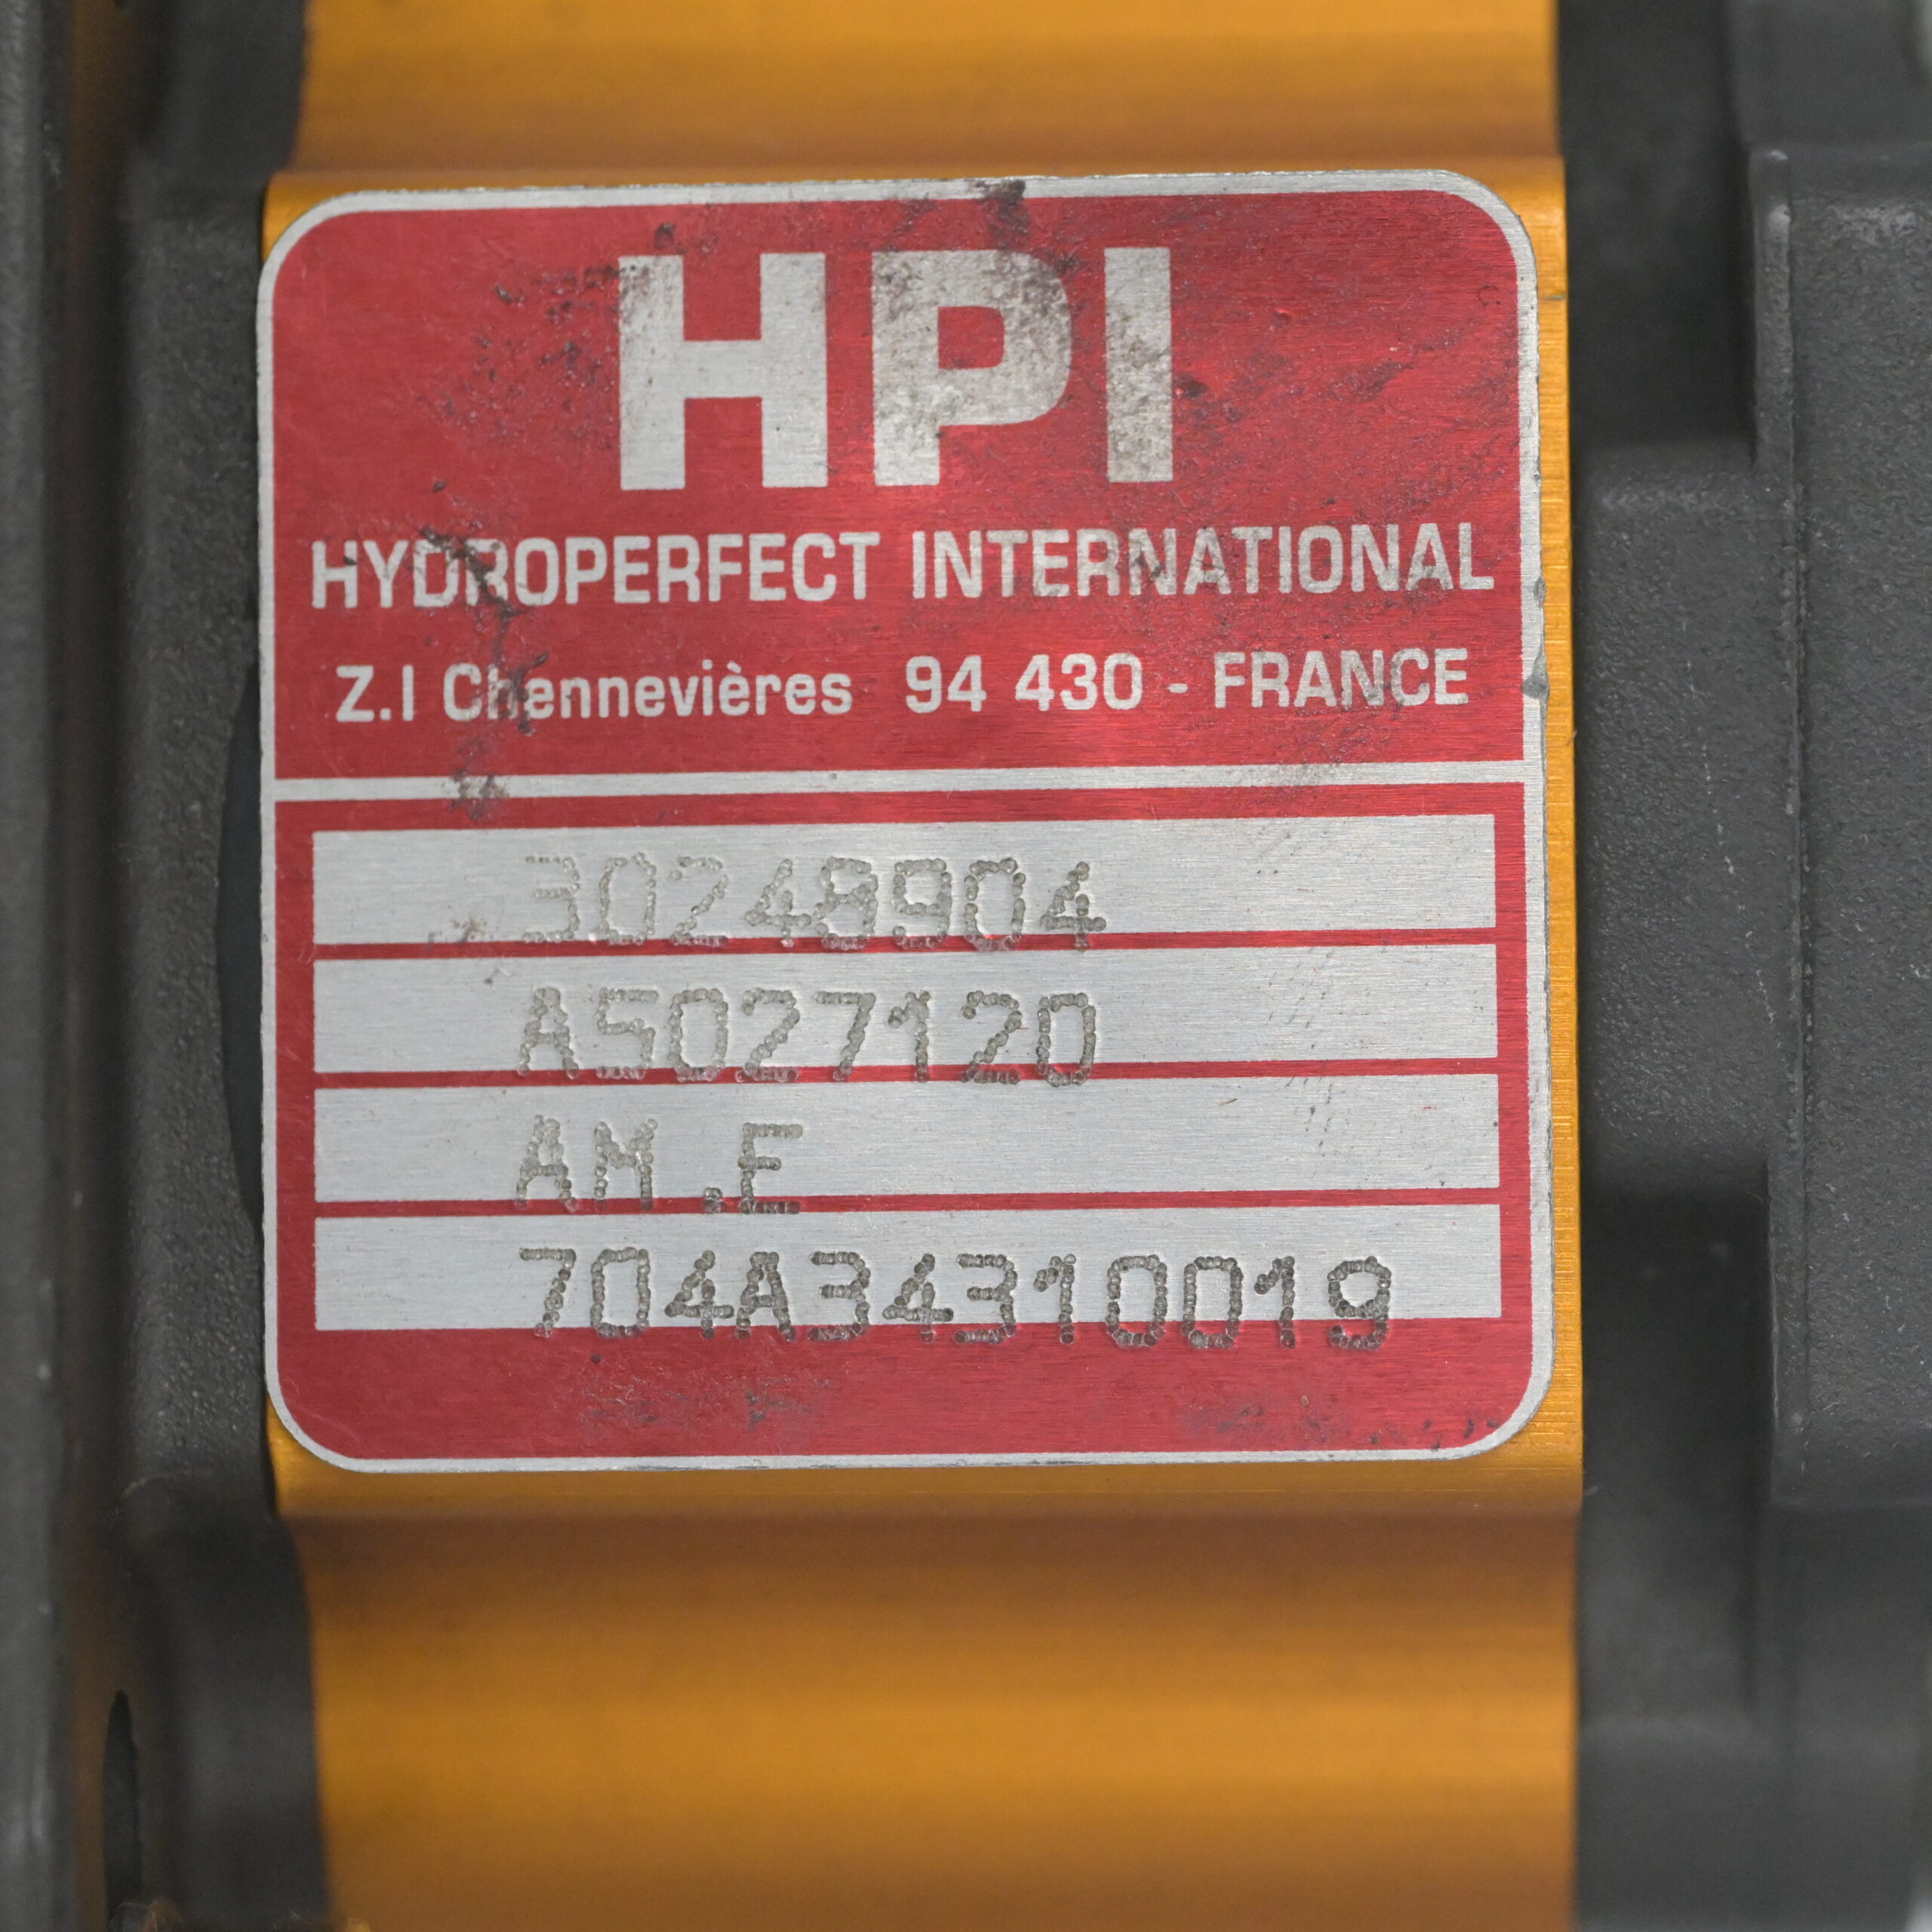 HPI
HYDROPERFECT INTERNATIONAL
Z.I Chennevières 94 430 - FRANCE
30248904
A5027120
AM .E
704A34310019